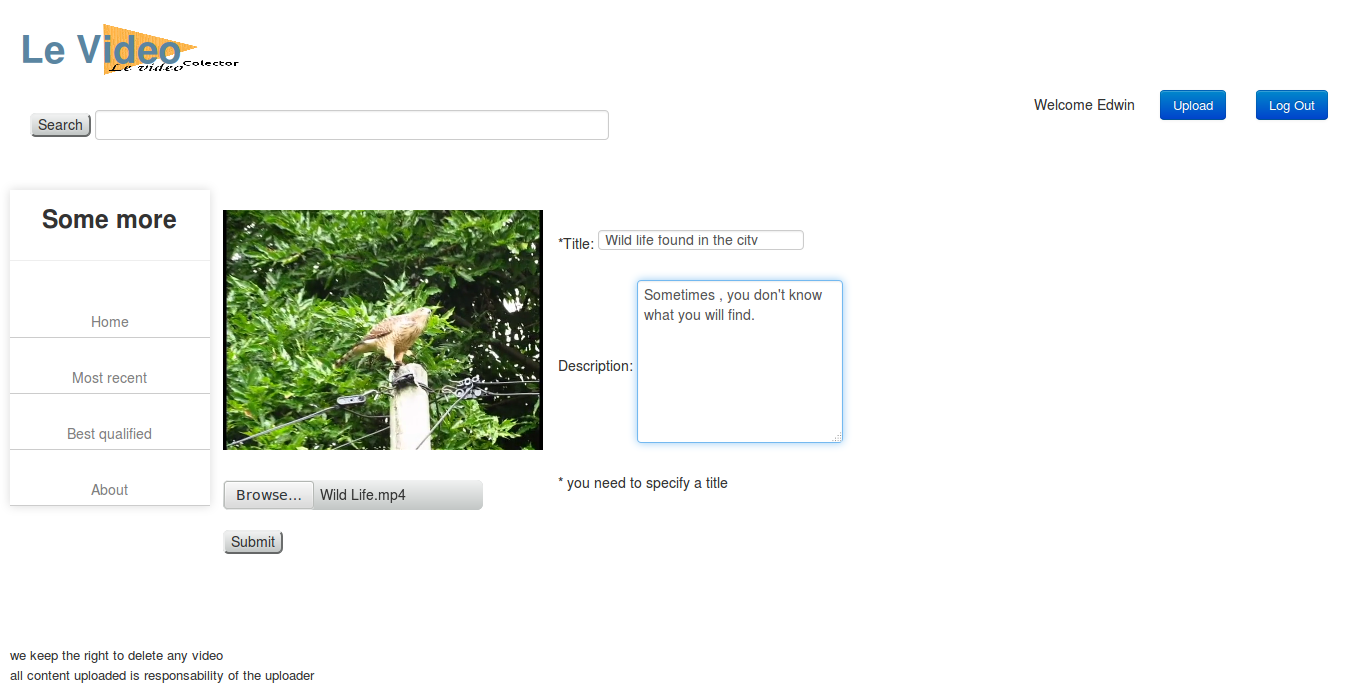 Le Video
Le video Colector
Welcome Edwin
Upload
Log Out
Search
Some more
Home
Most recent
Best qualified
About
*Title: Wild life found in the city
Description: Sometimes , you don't know
what you will find.
* you need to specify a title
Browse... Wild Life.mp4
Submit
we keep the right to delete any video
all content uploaded is responsability of the uploader